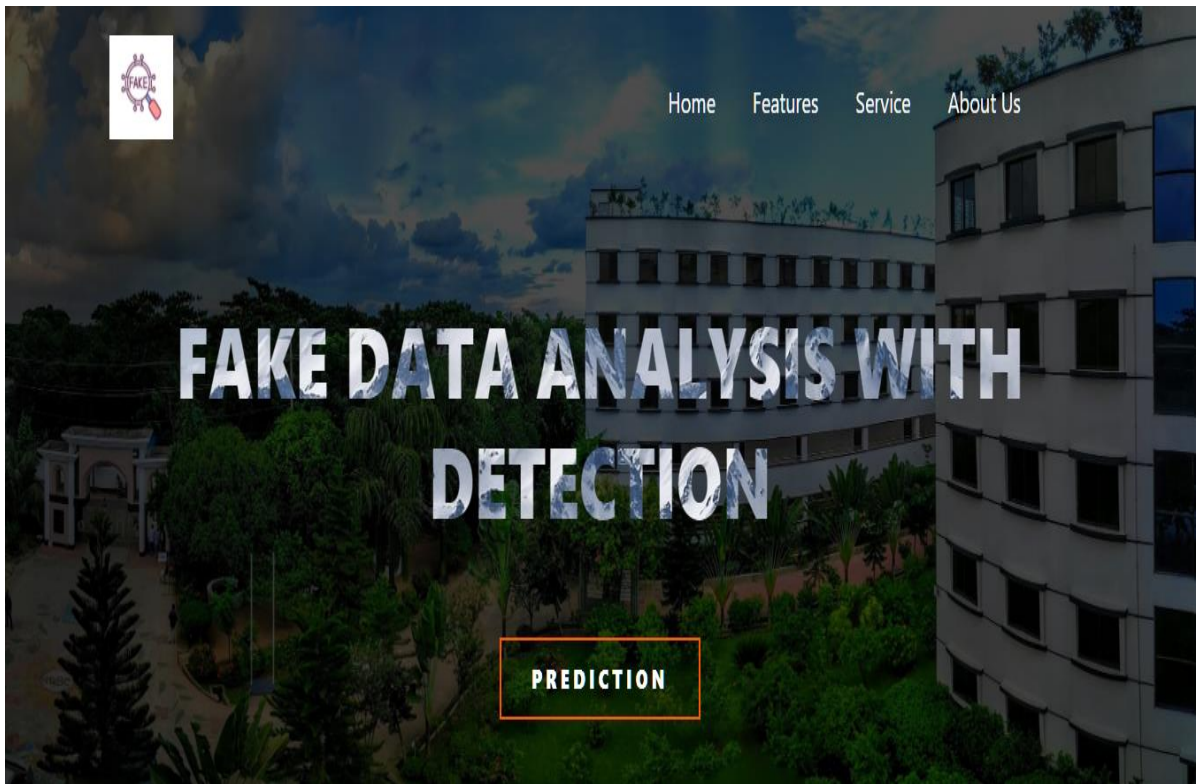 FAKE
Home Features Service About Us
FAKE DATA ANALYSIS WITH
DETECTION
PREDICTION